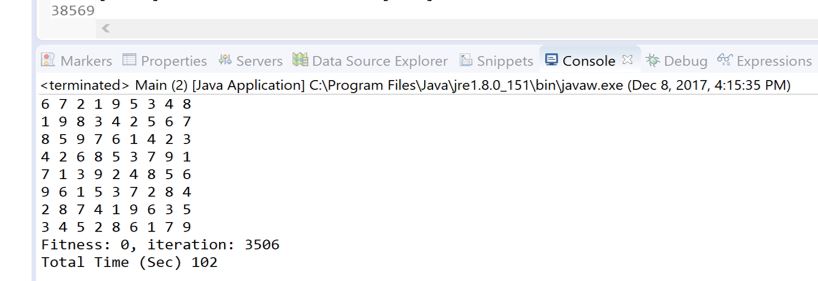 38569
Markers Properties Servers Data Source Explorer Snippets Console Debug Expressions
<terminated> Main (2) [Java Application] C:\Program Files\Java\jre1.8.0_151\bin\javaw.exe (Dec 8, 2017, 4:15:35 PM)
6 7 2 1 9 5 3 4 8
1 9 8 3 4 2 5 6 7
8 5 9 7 6 1 4 2 3
4 2 6 8 5 3 7 9 1
7 1 3 9 2 4 8 5 6
9 6 1 5 3 7 2 8 4
2 8 7 4 1 9 6 3 5
3 4 5 2 8 6 1 7 9
Fitness: 0, iteration: 3506
Total Time (Sec) 102